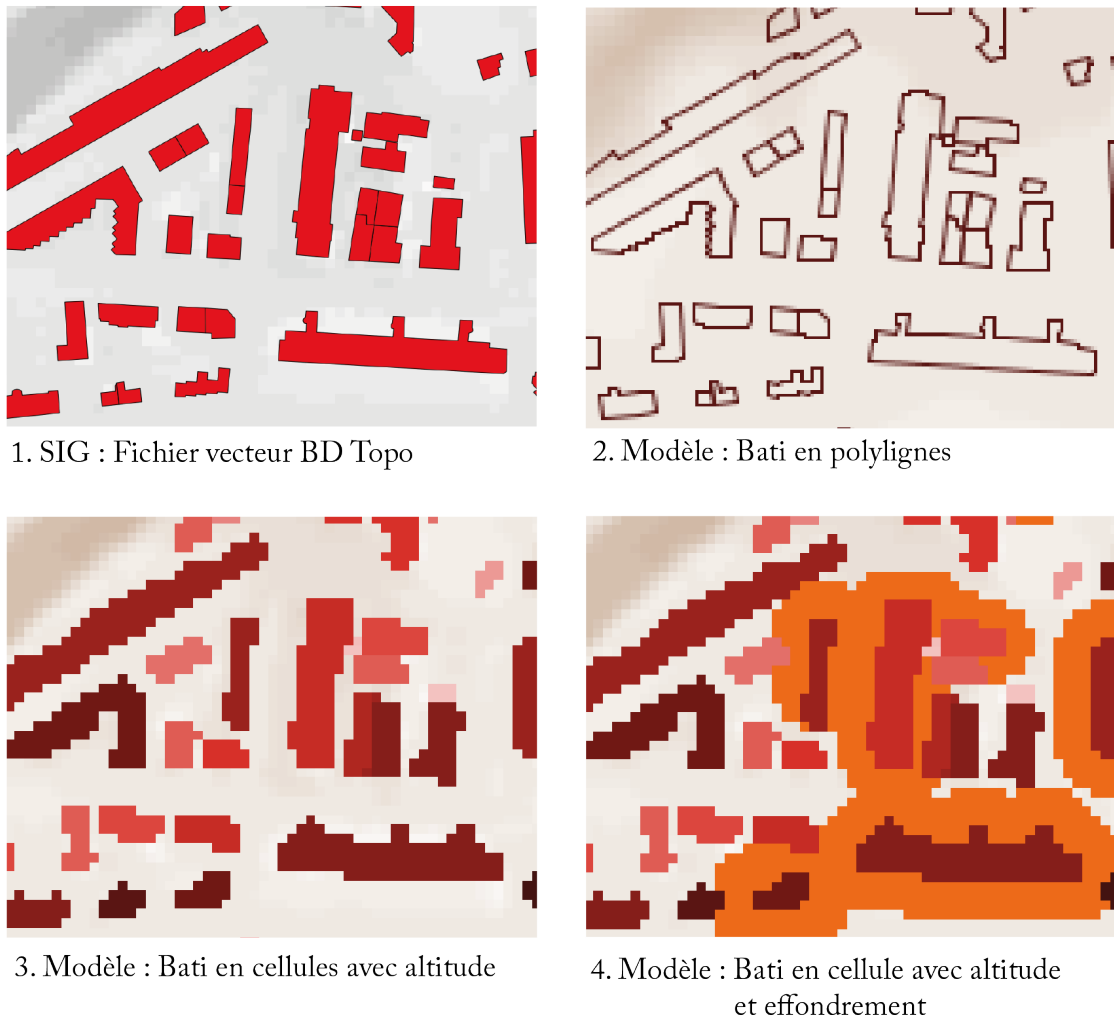 1. SIG : Fichier vecteur BD Topo
2. Modèle : Bati en polylignes
3. Modèle : Bati en cellules avec altitude
4. Modèle : Bati en cellule avec altitude
et effondrement